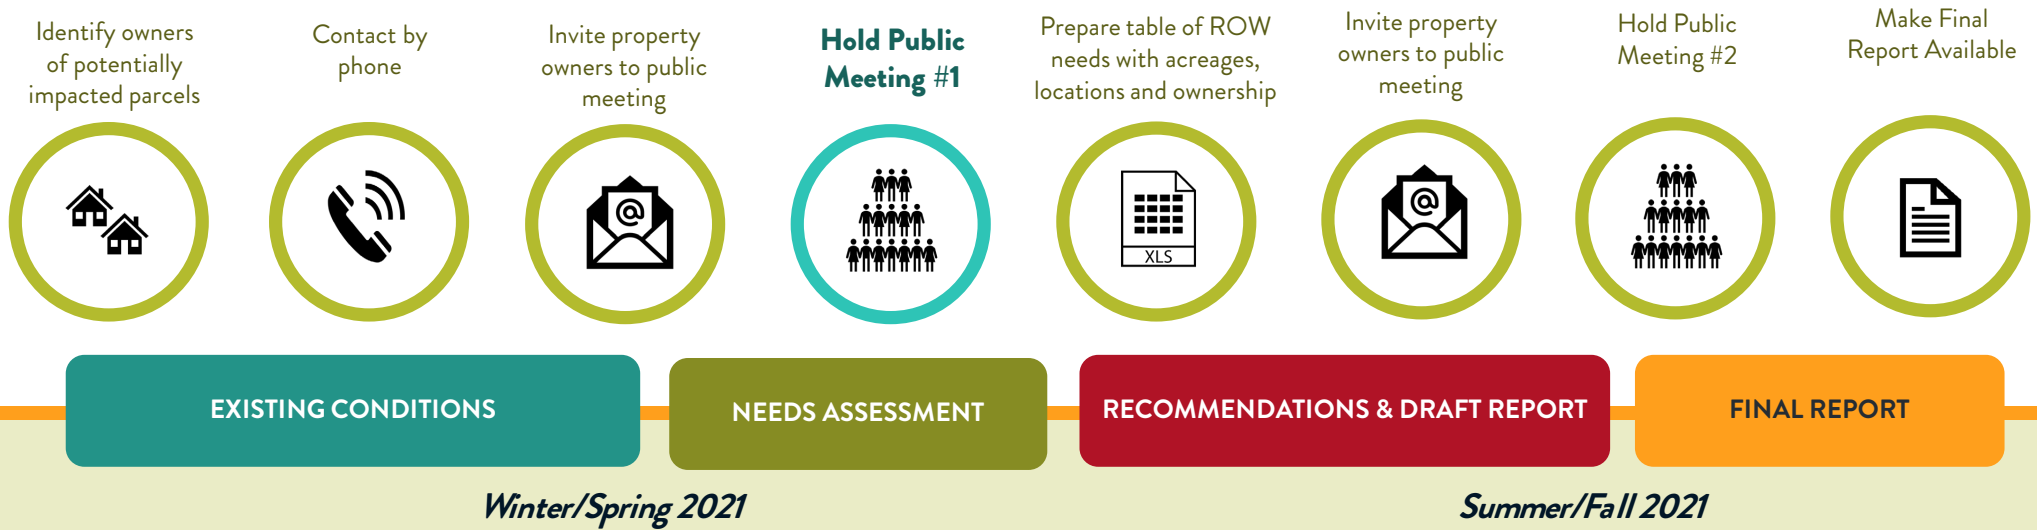 Identify owners
of potentially
impacted parcels
Contact by
phone
Invite property
owners to public
meeting
Hold Public
Meeting #1
Prepare table of ROW
needs with acreages,
locations and ownership
Invite property
owners to public
meeting
Hold Public
Meeting #2
Make Final
Report Available
@
XLS
@
EXISTING CONDITIONS
NEEDS ASSESSMENT
RECOMMENDATIONS & DRAFT REPORT
FINAL REPORT
Winter/Spring 2021
Summer/Fall 2021